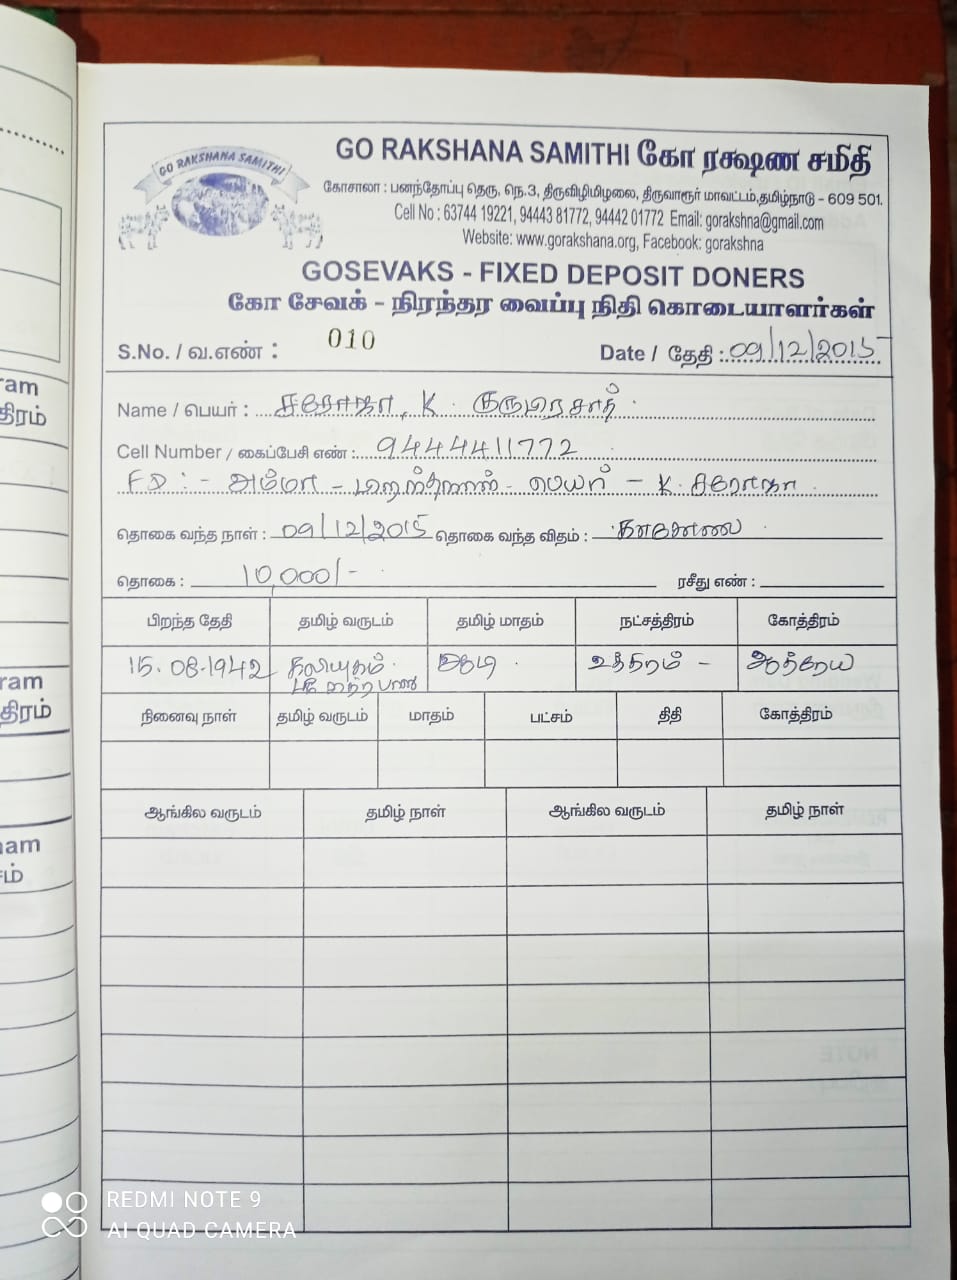 GO RAKSHANA SAMITHI
GO RAKSHANA SAMITHI கோ ரக்ஷண சமிதி
கோசாலா : பனந்தோப்பு தெரு, நெ.3, திருவிழிமிழலை, திருவாரூர் மாவட்டம்,தமிழ்நாடு - 609 501.
Cell No : 63744 19221, 94443 81772, 94442 01772 Email: gorakshna@gmail.com
Website: www.gorakshana.org, Facebook: gorakshna
GOSEVAKS - FIXED DEPOSIT DONERS
கோ சேவக் - நிரந்தர வைப்பு நிதி கொடையாளர்கள்
S.No. / வ.எண் : 010 Date / தேதி : 09/12/2015
Name / பெயர் : சரோஜா, K. குருபிரசாத்
Cell Number / கைப்பேசி எண் : 9444411772
FD :- அம்மா - பெயர் - K. சரோஜா
தொகை வந்த நாள் : 09/12/2015 தொகை வந்த விதம் : காசோலை
தொகை : 10,000/- ரசீது எண் :
பிறந்த தேதி தமிழ் வருடம் தமிழ் மாதம் நட்சத்திரம் கோத்திரம்
15.08.1942 கலியுகம் ஆடி உத்திரம் - ஆத்ரேய
நினைவு நாள் தமிழ் வருடம் மாதம் பட்சம் திதி கோத்திரம்
ஆங்கில வருடம் தமிழ் நாள் ஆங்கில வருடம் தமிழ் நாள்
ram
திரம்
ram
திரம்
NOTE
REDMI NOTE 9
AI QUAD CAMERA